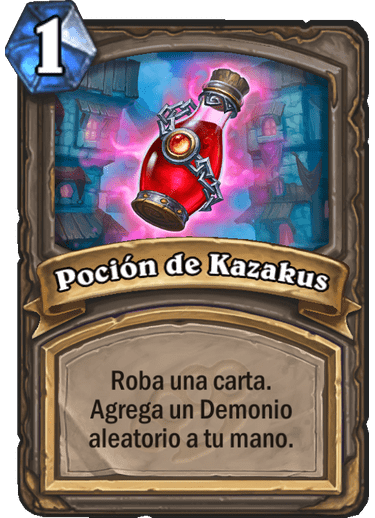 1
Poción de Kazakus
Roba una carta.
Agrega un Demonio
aleatorio a tu mano.